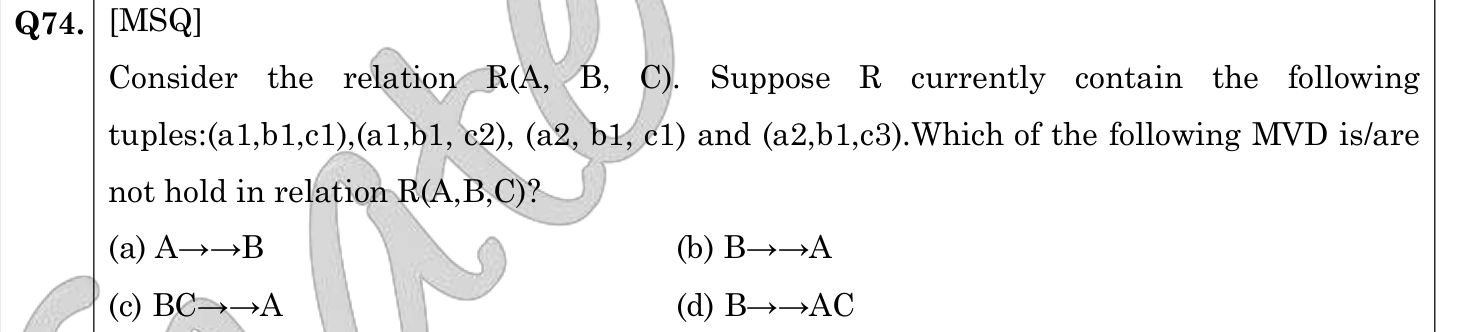 Q74. [MSQ]
Consider the relation R(A, B, C). Suppose R currently contain the following
tuples:(a1,b1,c1),(a1,b1, c2), (a2, b1, c1) and (a2,b1,c3).Which of the following MVD is/are
not hold in relation R(A,B,C)?
(a) A→→B (b) B→→A
(c) BC→→A (d) B→→AC